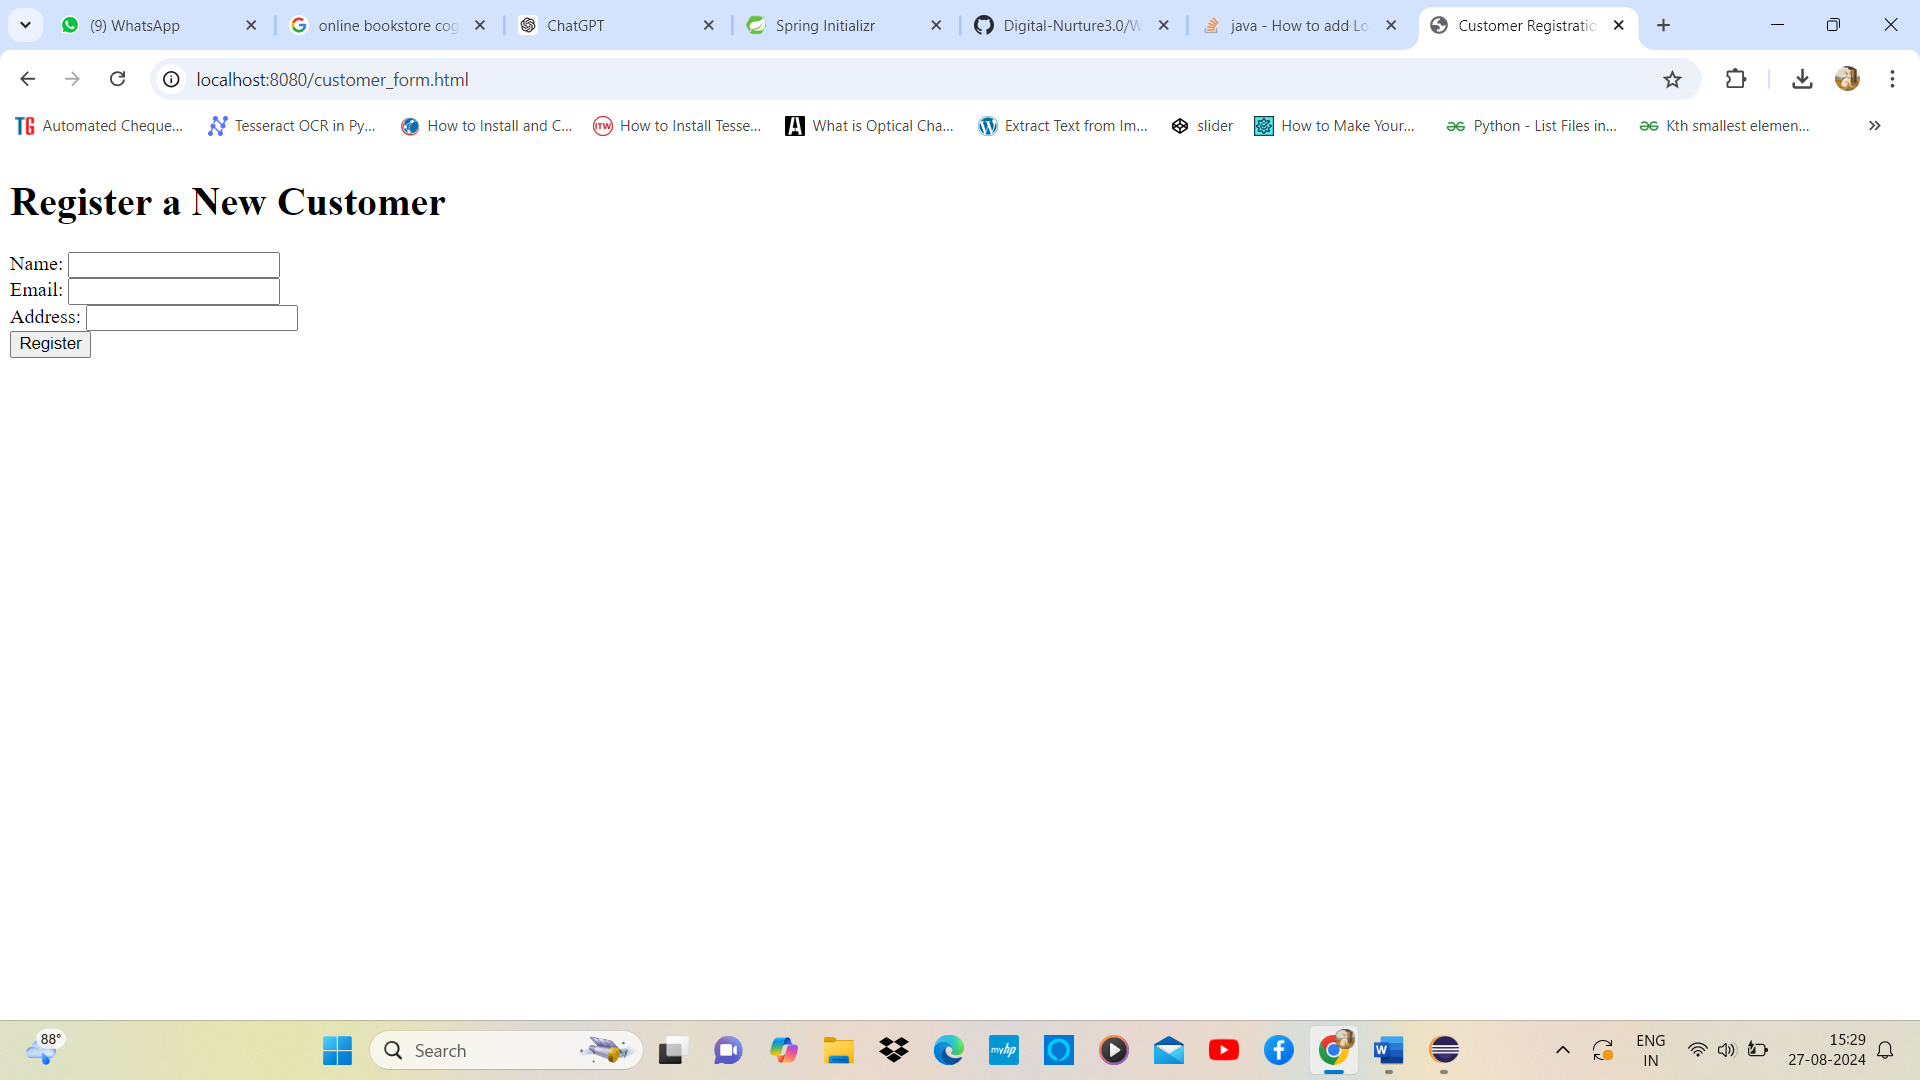 (9) WhatsApp
online bookstore cog
ChatGPT
Spring Initializr
Digital-Nurture3.0/W
java - How to add Lo
Customer Registratio
localhost:8080/customer_form.html
TG Automated Cheque...
Tesseract OCR in Py...
How to Install and C...
ITW How to Install Tesse...
What is Optical Cha...
Extract Text from Im...
slider
How to Make Your...
Python - List Files in...
Kth smallest elemen...
Register a New Customer
Name:
Email:
Address:
Register
88°
Search
myhp
W
ENG
IN
15:29
27-08-2024